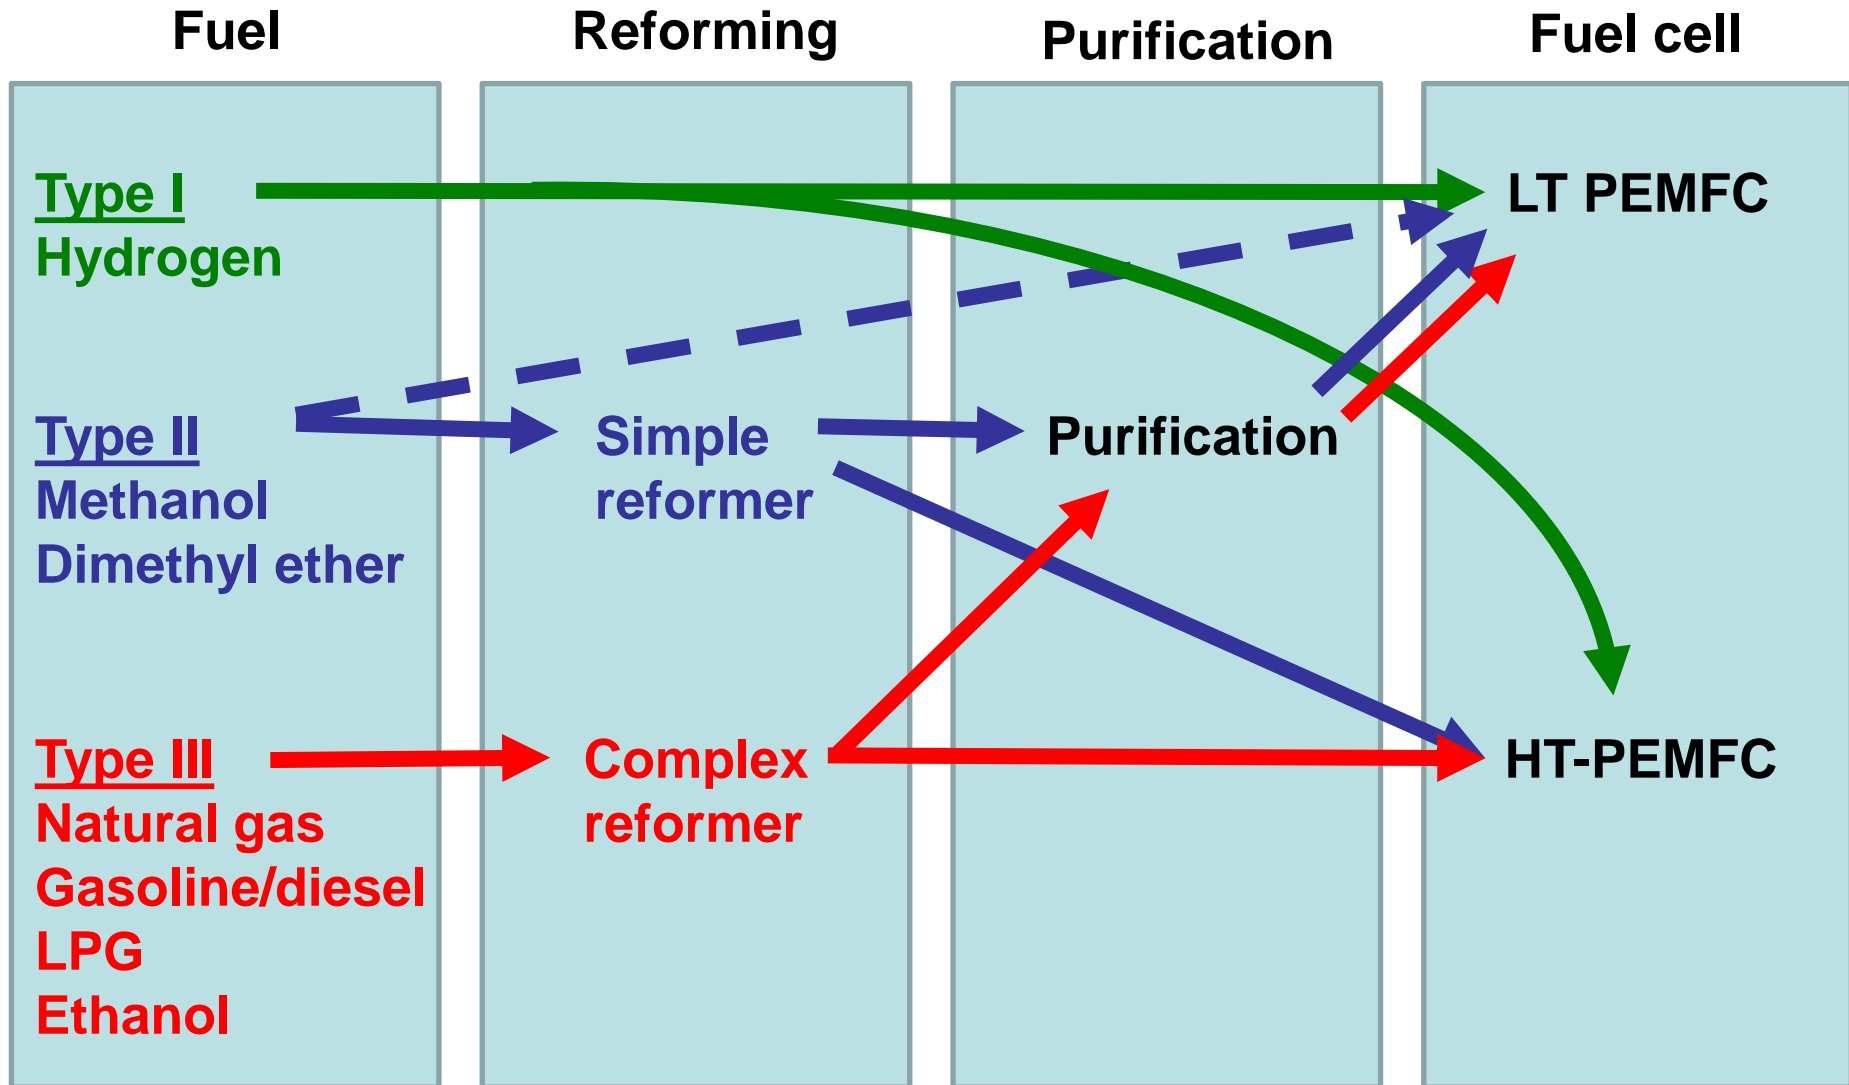 Fuel
Reforming
Purification
Fuel cell
Type I
Hydrogen
LT PEMFC
Type II
Methanol
Dimethyl ether
Simple
reformer
Purification
Type III
Natural gas
Gasoline/diesel
LPG
Ethanol
Complex
reformer
HT-PEMFC